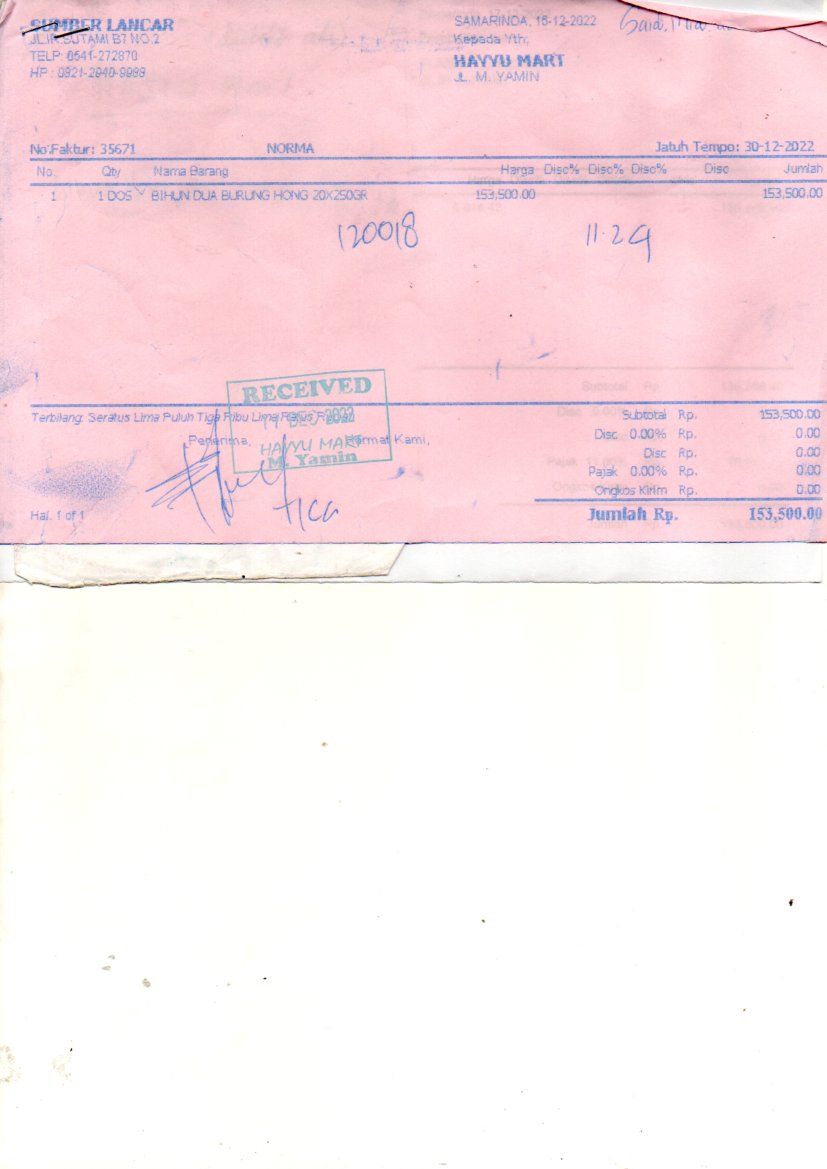 SUMBER LANCAR
JL.IR.SUTAMI B7 NO.2
TELP: 0541-272870
HP : 0821-2940-9999
SAMARINDA, 16-12-2022
Kepada Yth,
HAYYU MART
JL. M. YAMIN
No.Faktur: 35671 NORMA Jatuh Tempo: 30-12-2022
No. Qty Nama Barang Harga Disc% Disc% Disc% Disc Jumlah
1 1 DOS BIHUN DUA BURUNG HONG 20X250GR 153,500.00 153,500.00
120018 11.29
RECEIVED
DEC 2022
HAYYU MART
M. Yamin
Terbilang: Seratus Lima Puluh Tiga Ribu Lima Ratus Rupiah
Penerima, Hormat Kami,
Subtotal Rp. 153,500.00
Disc 0.00% Rp. 0.00
Disc Rp. 0.00
Pajak 0.00% Rp. 0.00
Ongkos Kirim Rp. 0.00
Jumlah Rp. 153,500.00
Hal. 1 of 1